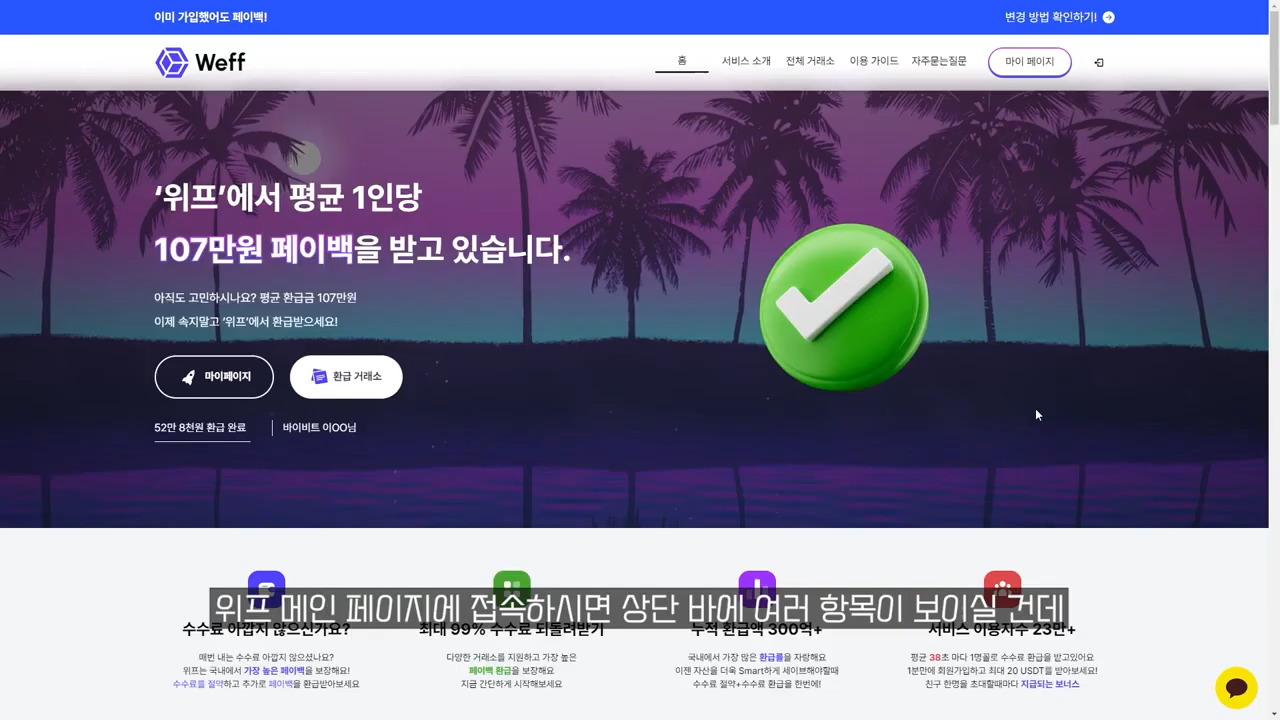 이미 가입했어도 페이백!
변경 방법 확인하기!
Weff
홈
서비스 소개
전체 거래소
이용 가이드
자주묻는질문
마이 페이지
‘위프’에서 평균 1인당
107만원 페이백을 받고 있습니다.
아직도 고민하시나요? 평균 환급금 107만원
이제 속지말고 ‘위프’에서 환급받으세요!
마이페이지
환급 거래소
52만 8천원 환급 완료
바이비트 이OO님
위프 메인 페이지에 접속하시면 상단 바에 여러 항목이 보이실 건데
수수료 아깝지 않으신가요?
매번 내는 수수료 아깝지 않으셨나요?
위프는 국내에서 가장 높은 페이백을 보장해요!
수수료를 절약하고 추가로 페이백을 환급받아보세요
최대 99% 수수료 되돌려받기
다양한 거래소를 지원하고 가장 높은
페이백 환급을 보장해요
지금 간단하게 시작해보세요
누적 환급액 300억+
국내에서 가장 많은 환급률을 자랑해요
이젠 자산을 더욱 Smart하게 세이브해야할때
수수료 절약+수수료 환급을 한번에!
서비스 이용자수 23만+
평균 38초 마다 1명꼴로 수수료 환급을 받고있어요
1분만에 회원가입하고 최대 20 USDT를 받아보세요!
친구 한명을 초대할때마다 지급되는 보너스